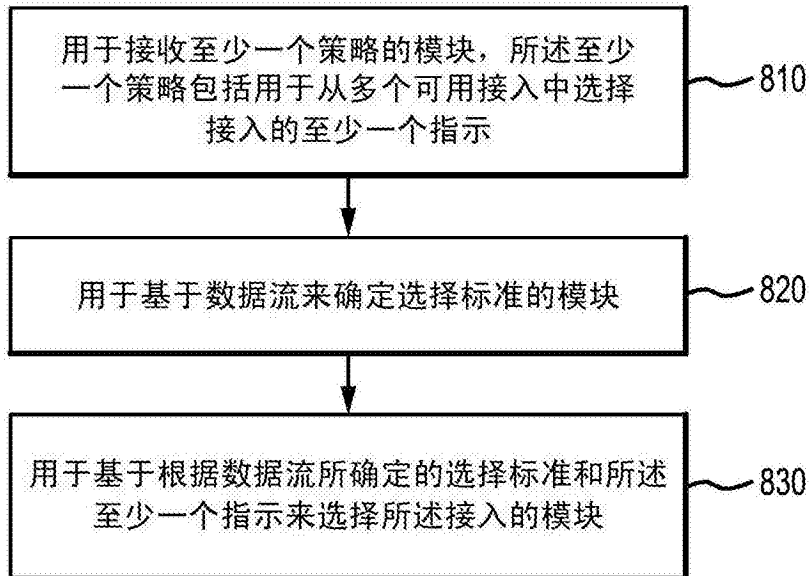 用于接收至少一个策略的模块，所述至少
一个策略包括用于从多个可用接入中选择
接入的至少一个指示
810
用于基于数据流来确定选择标准的模块
820
用于基于根据数据流所确定的选择标准和所述
至少一个指示来选择所述接入的模块
830